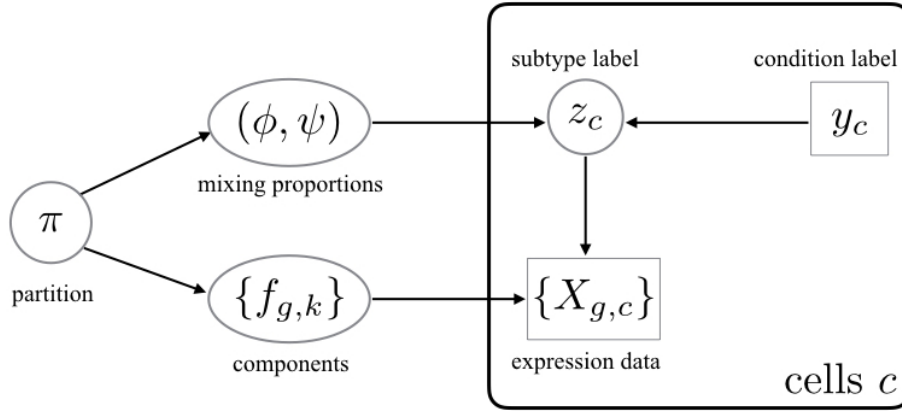 subtype label
condition label
(ϕ, ψ)
z_c
y_c
mixing proportions
π
partition
{f_{g,k}}
{X_{g,c}}
components
expression data
cells c